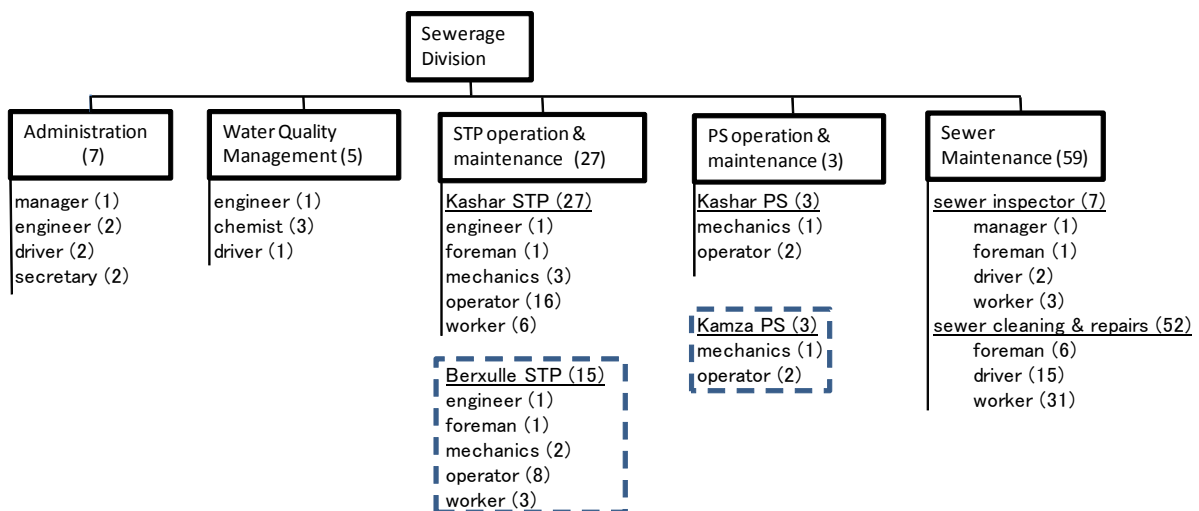 Sewerage
Division
Administration
(7)
manager (1)
engineer (2)
driver (2)
secretary (2)
Water Quality
Management (5)
engineer (1)
chemist (3)
driver (1)
STP operation &
maintenance (27)
Kashar STP (27)
engineer (1)
foreman (1)
mechanics (3)
operator (16)
worker (6)
Berxulle STP (15)
engineer (1)
foreman (1)
mechanics (2)
operator (8)
worker (3)
PS operation &
maintenance (3)
Kashar PS (3)
mechanics (1)
operator (2)
Kamza PS (3)
mechanics (1)
operator (2)
Sewer
Maintenance (59)
sewer inspector (7)
manager (1)
foreman (1)
driver (2)
worker (3)
sewer cleaning & repairs (52)
foreman (6)
driver (15)
worker (31)